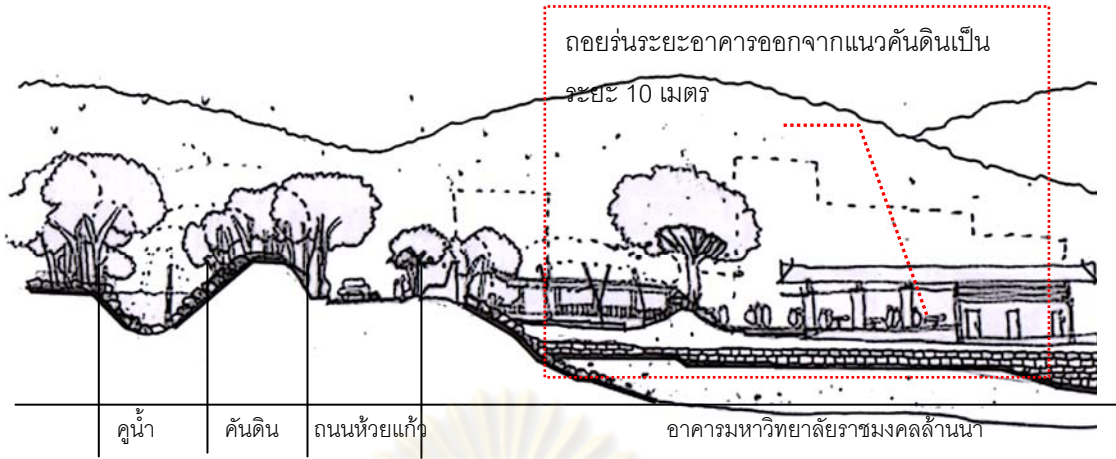 ถอยร่นระยะอาคารออกจากแนวคันดินเป็น
ระยะ 10 เมตร
คูน้ำ คันดิน ถนนห้วยแก้ว อาคารมหาวิทยาลัยราชมงคลล้านนา